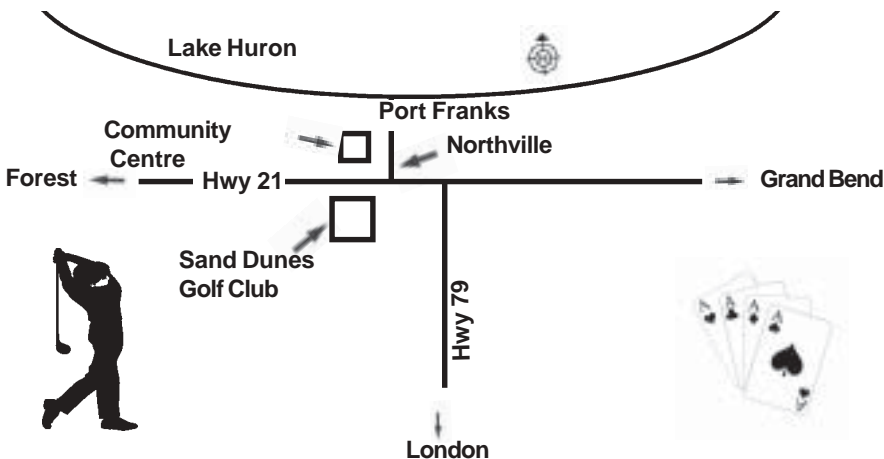 Lake Huron
Port Franks
Community
Centre
Northville
Forest
Hwy 21
Grand Bend
Sand Dunes
Golf Club
Hwy 79
London